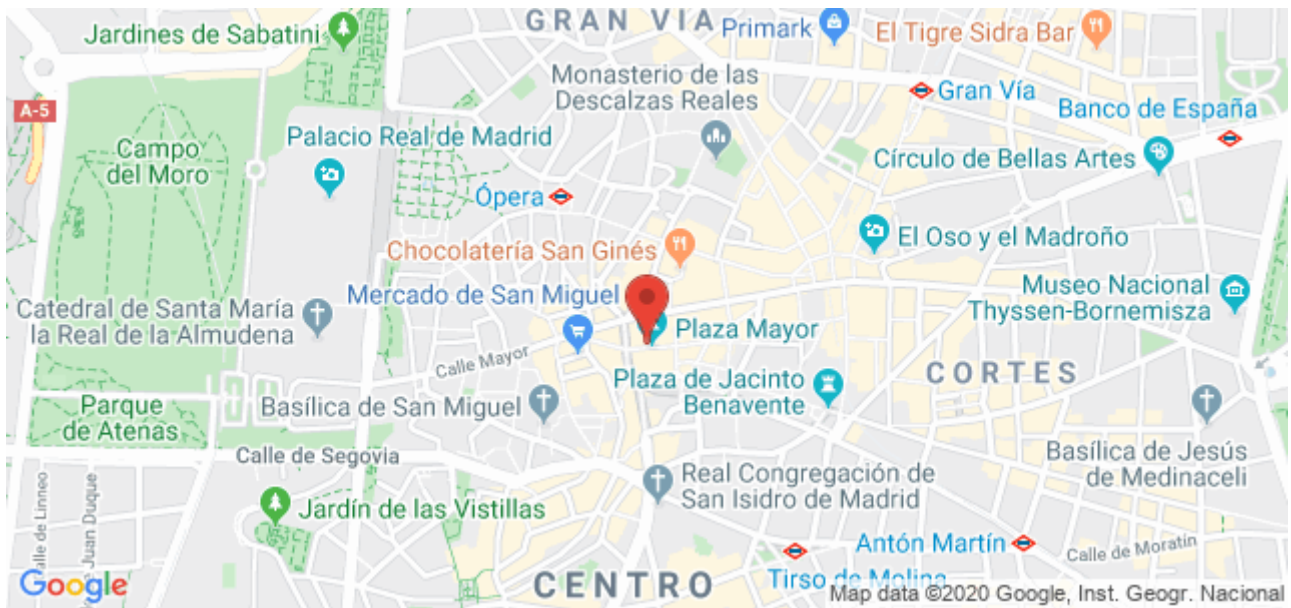 GRAN VÍA
Primark
El Tigre Sidra Bar
Jardines de Sabatini
Monasterio de las
Descalzas Reales
Gran Vía
Banco de España
A-5
Campo
del Moro
Palacio Real de Madrid
Círculo de Bellas Artes
Ópera
Chocolatería San Ginés
El Oso y el Madroño
Mercado de San Miguel
Museo Nacional
Thyssen-Bornemisza
Catedral de Santa María
la Real de la Almudena
Plaza Mayor
Calle Mayor
Plaza de Jacinto
Benavente
CORTES
Parque
de Atenas
Basílica de San Miguel
Calle de Segovia
Basílica de Jesús
de Medinaceli
Real Congregación de
San Isidro de Madrid
Jardín de las Vistillas
alle de Linneo
Juan Duque
Antón Martín
Calle de Moratín
Tirso de Molina
CENTRO
Google
Map data ©2020 Google, Inst. Geogr. Nacional